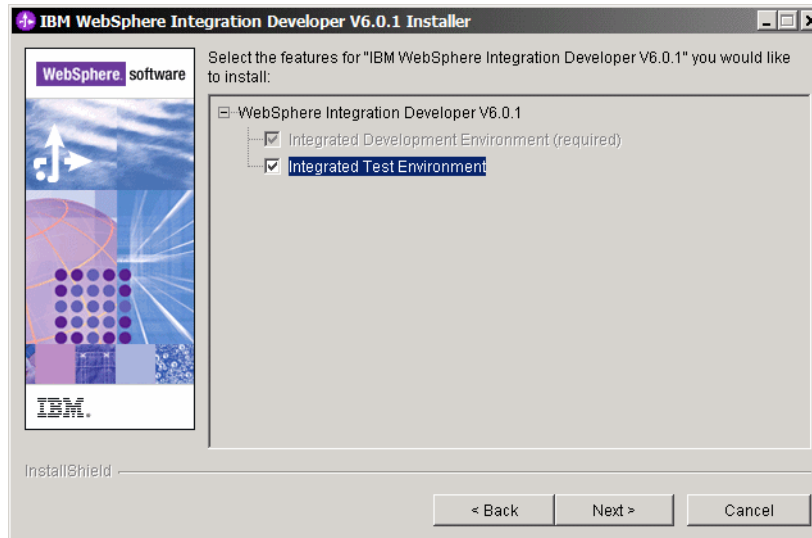 IBM WebSphere Integration Developer V6.0.1 Installer
WebSphere. software
IBM.
Select the features for "IBM WebSphere Integration Developer V6.0.1" you would like
to install:
WebSphere Integration Developer V6.0.1
Integrated Development Environment (required)
Integrated Test Environment
InstallShield
< Back
Next >
Cancel